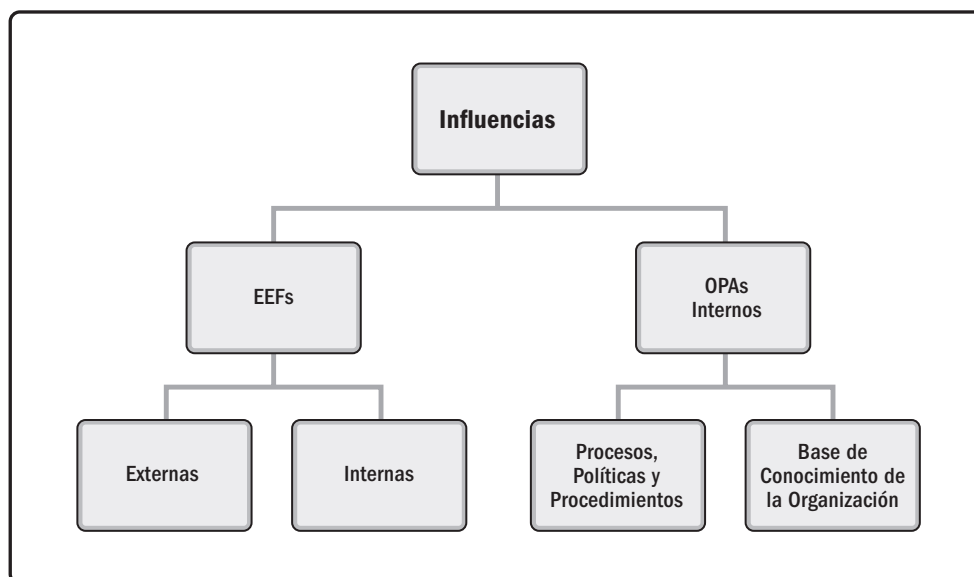 Influencias
EEFs
OPAs
Internos
Externas
Internas
Procesos,
Políticas y
Procedimientos
Base de
Conocimiento de
la Organización